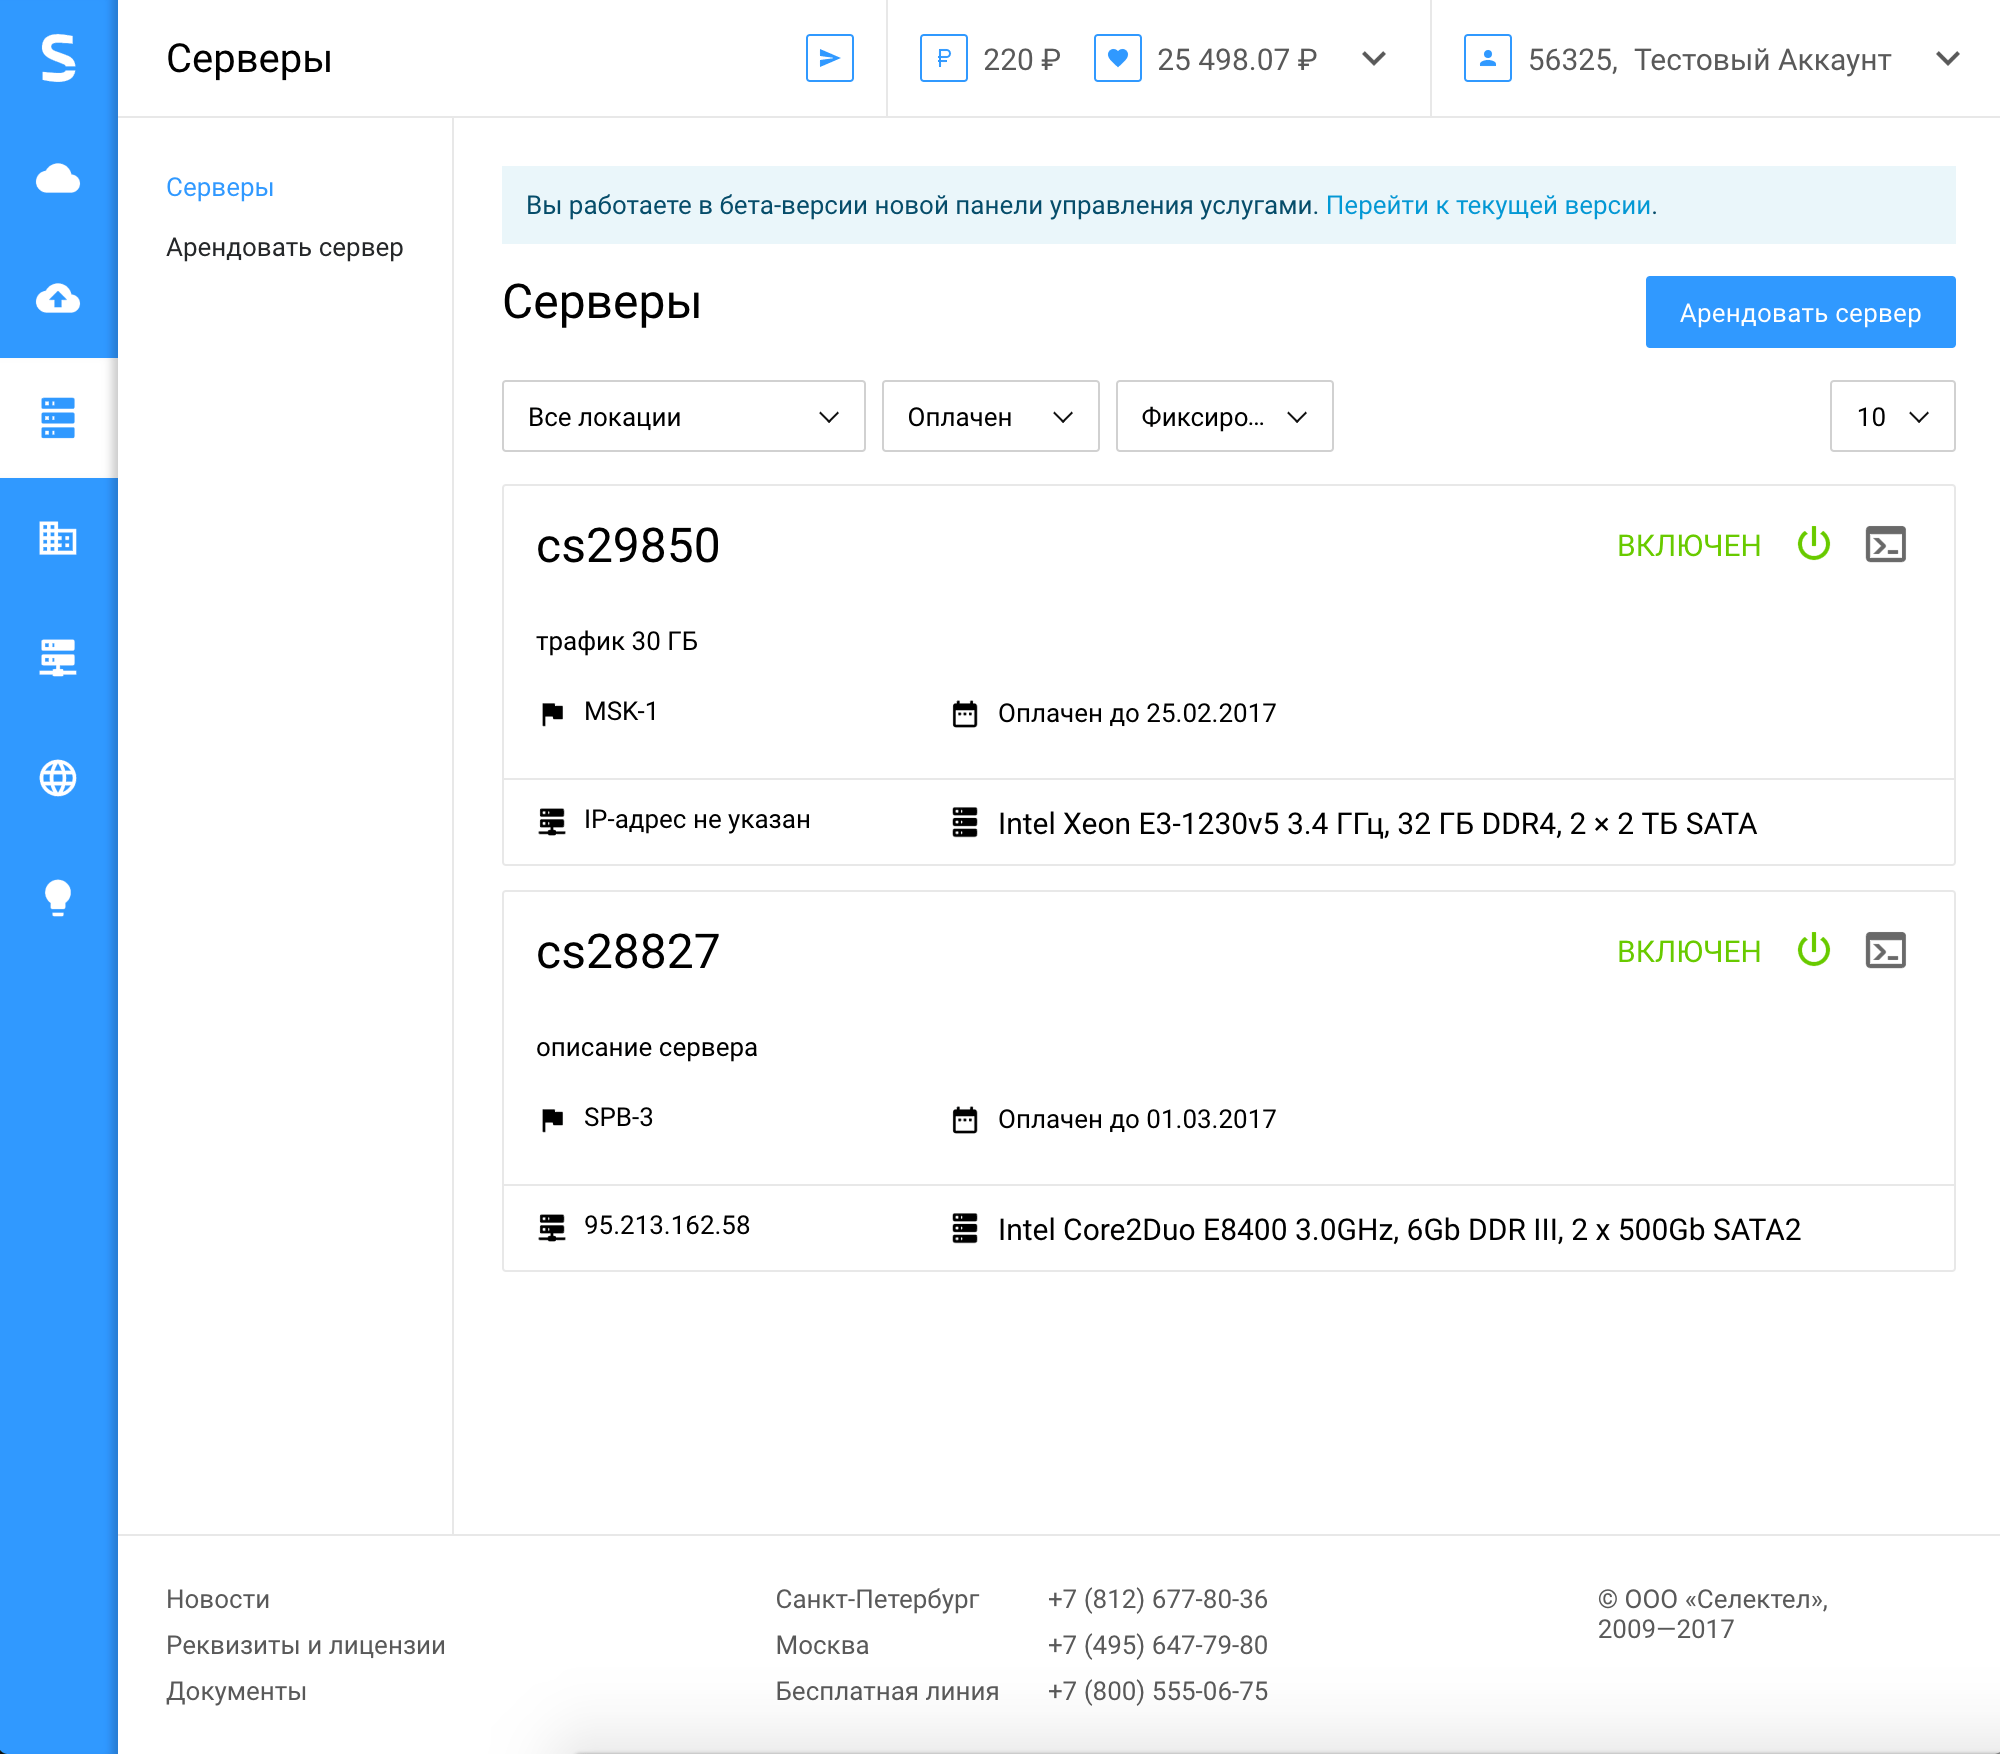 S
Серверы
₽ 220 ₽ 25 498.07 ₽
56325, Тестовый Аккаунт
Серверы
Арендовать сервер
Вы работаете в бета-версии новой панели управления услугами. Перейти к текущей версии.
Серверы
Арендовать сервер
Все локации
Оплачен
Фиксиро...
10
cs29850
ВКЛЮЧЕН
трафик 30 ГБ
MSK-1
Оплачен до 25.02.2017
IP-адрес не указан
Intel Xeon E3-1230v5 3.4 ГГц, 32 ГБ DDR4, 2 × 2 ТБ SATA
cs28827
ВКЛЮЧЕН
описание сервера
SPB-3
Оплачен до 01.03.2017
95.213.162.58
Intel Core2Duo E8400 3.0GHz, 6Gb DDR III, 2 x 500Gb SATA2
Новости
Реквизиты и лицензии
Документы
Санкт-Петербург +7 (812) 677-80-36
Москва +7 (495) 647-79-80
Бесплатная линия +7 (800) 555-06-75
© ООО «Селектел»,
2009—2017